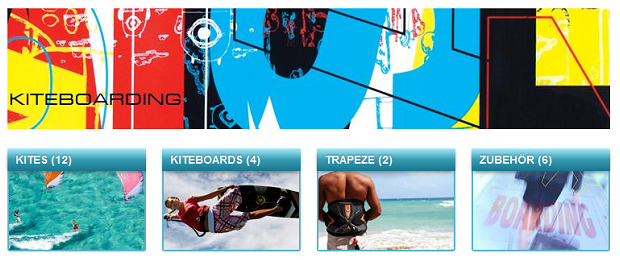 KITEBOARDING
KITES (12)
KITEBOARDS (4)
TRAPEZE (2)
ZUBEHÖR (6)
BOARDING